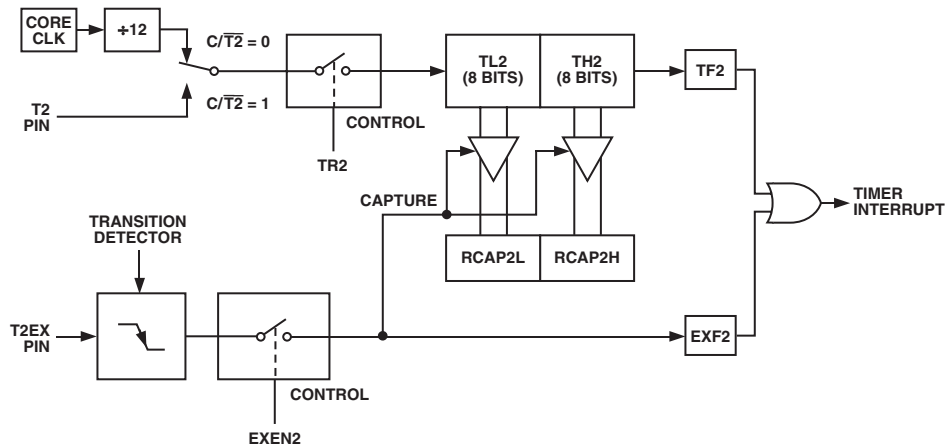 CORE
CLK
÷12
C/T2 = 0
C/T2 = 1
T2
PIN
CONTROL
TR2
TL2
(8 BITS)
TH2
(8 BITS)
TF2
CAPTURE
RCAP2L
RCAP2H
TIMER
INTERRUPT
TRANSITION
DETECTOR
T2EX
PIN
CONTROL
EXEN2
EXF2